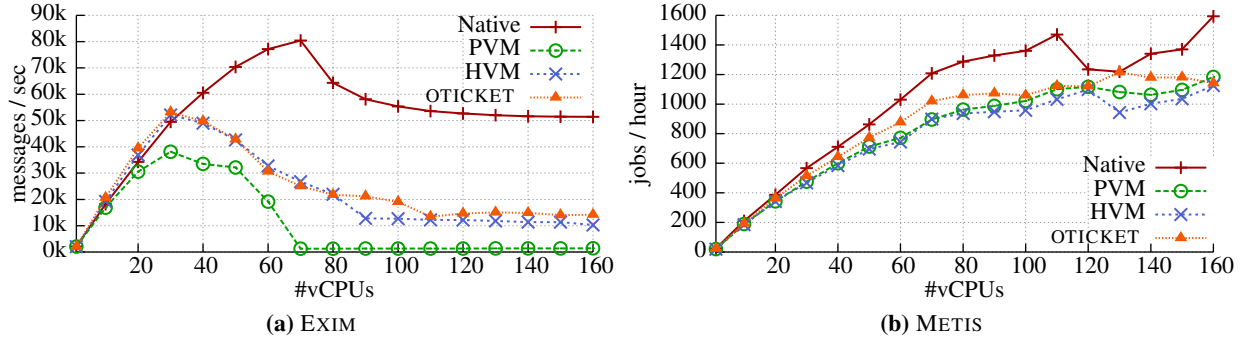 90k
80k
70k
60k
50k
40k
30k
20k
10k
0k
messages / sec
Native
PVM
HVM
OTICKET
20 40 60 80 100 120 140 160
#vCPUs
(a) EXIM
1600
1400
1200
1000
800
600
400
200
0
jobs / hour
Native
PVM
HVM
OTICKET
20 40 60 80 100 120 140 160
#vCPUs
(b) METIS